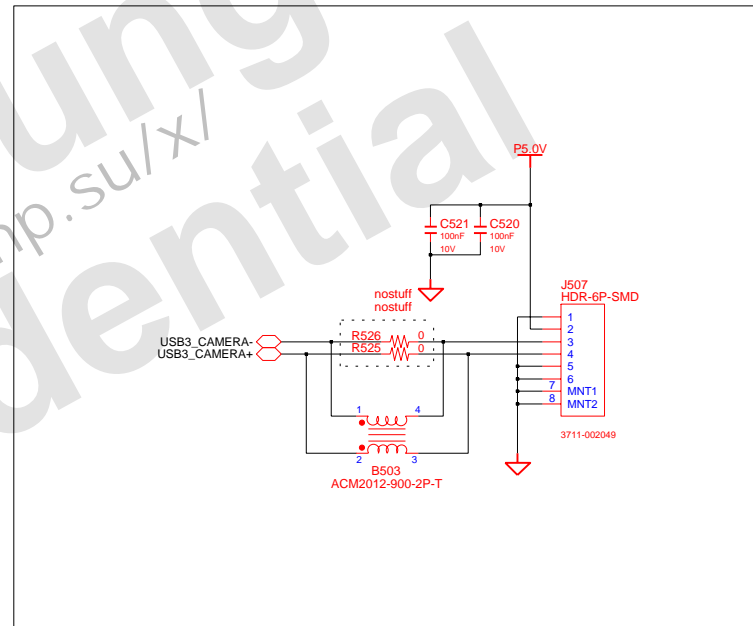 ung
mp.su/x/
dential
P5.0V
C521
100nF
10V
C520
100nF
10V
nostuff
nostuff
J507
HDR-6P-SMD
1
2
3
4
5
6
7
MNT1
8
MNT2
3711-002049
USB3_CAMERA-
R526
0
USB3_CAMERA+
R525
0
1
4
2
3
B503
ACM2012-900-2P-T